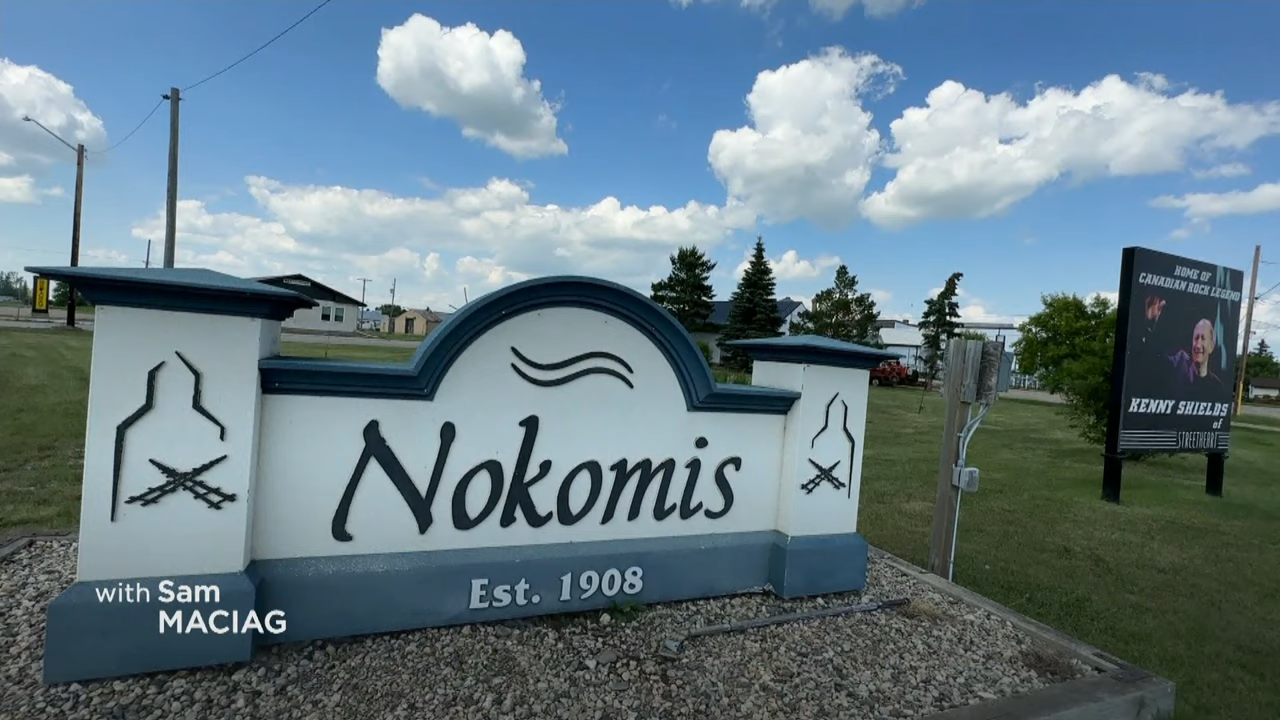 Nokomis
Est. 1908
HOME OF
CANADIAN ROCK LEGEND
KENNY SHIELDS
of
STREETHEART
with Sam
MACIAG